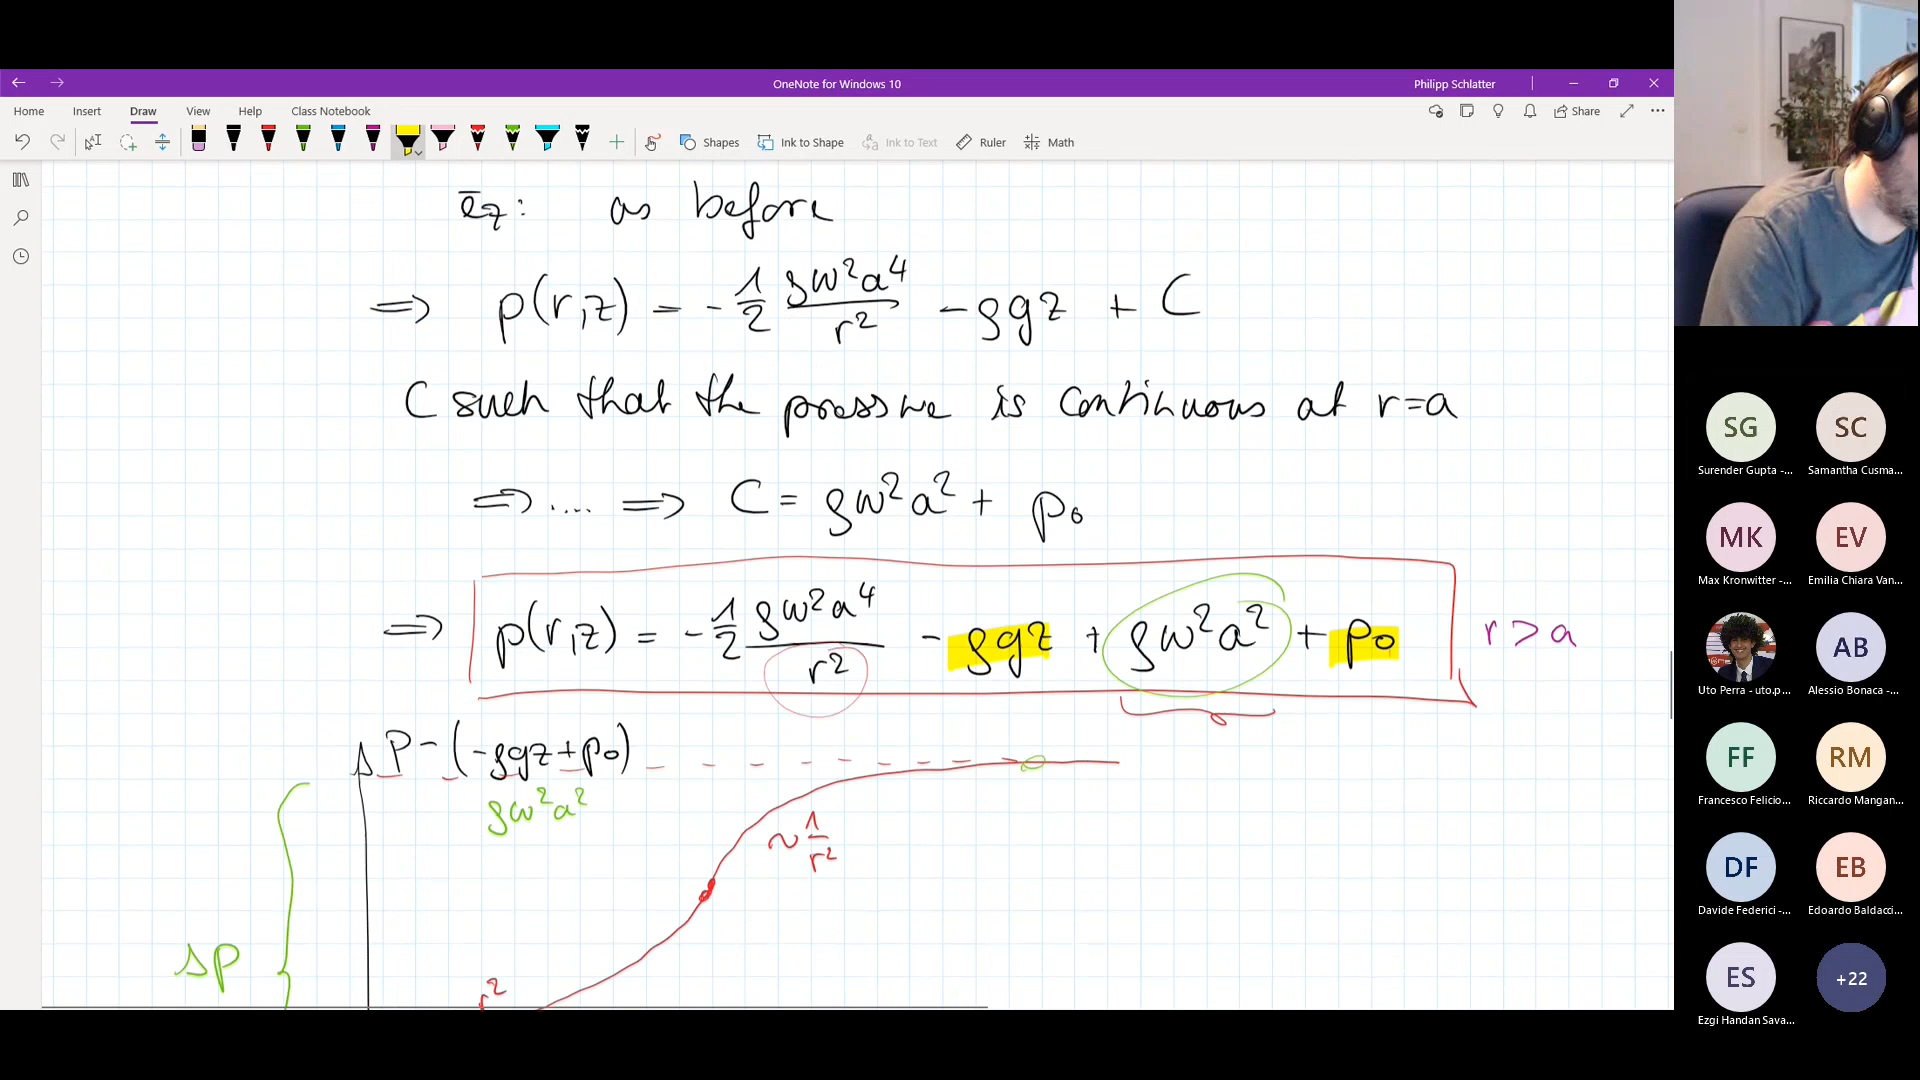 OneNote for Windows 10
Philipp Schlatter
Home Insert Draw View Help Class Notebook
Share
Shapes Ink to Shape Ink to Text Ruler Math
e̅z: as before
⇒ p(r,z) = -1/2 ρω²a⁴/r² - ρgz + C
C such that the pressure is continuous at r=a
⇒.... ⇒ C = ρω²a² + p₀
⇒ p(r,z) = -1/2 ρω²a⁴/r² - ρgz + ρω²a² + p₀ r > a
P - (-ρgz+p₀)
ρω²a²
~ 1/r²
Δp
r²
SG SC
Surender Gupta -... Samantha Cusma...
MK EV
Max Kronwitter -... Emilia Chiara Van...
AB
Uto Perra - uto.p... Alessio Bonaca -...
FF RM
Francesco Felicio... Riccardo Mangan...
DF EB
Davide Federici -... Edoardo Baldacci...
ES +22
Ezgi Handan Sava...